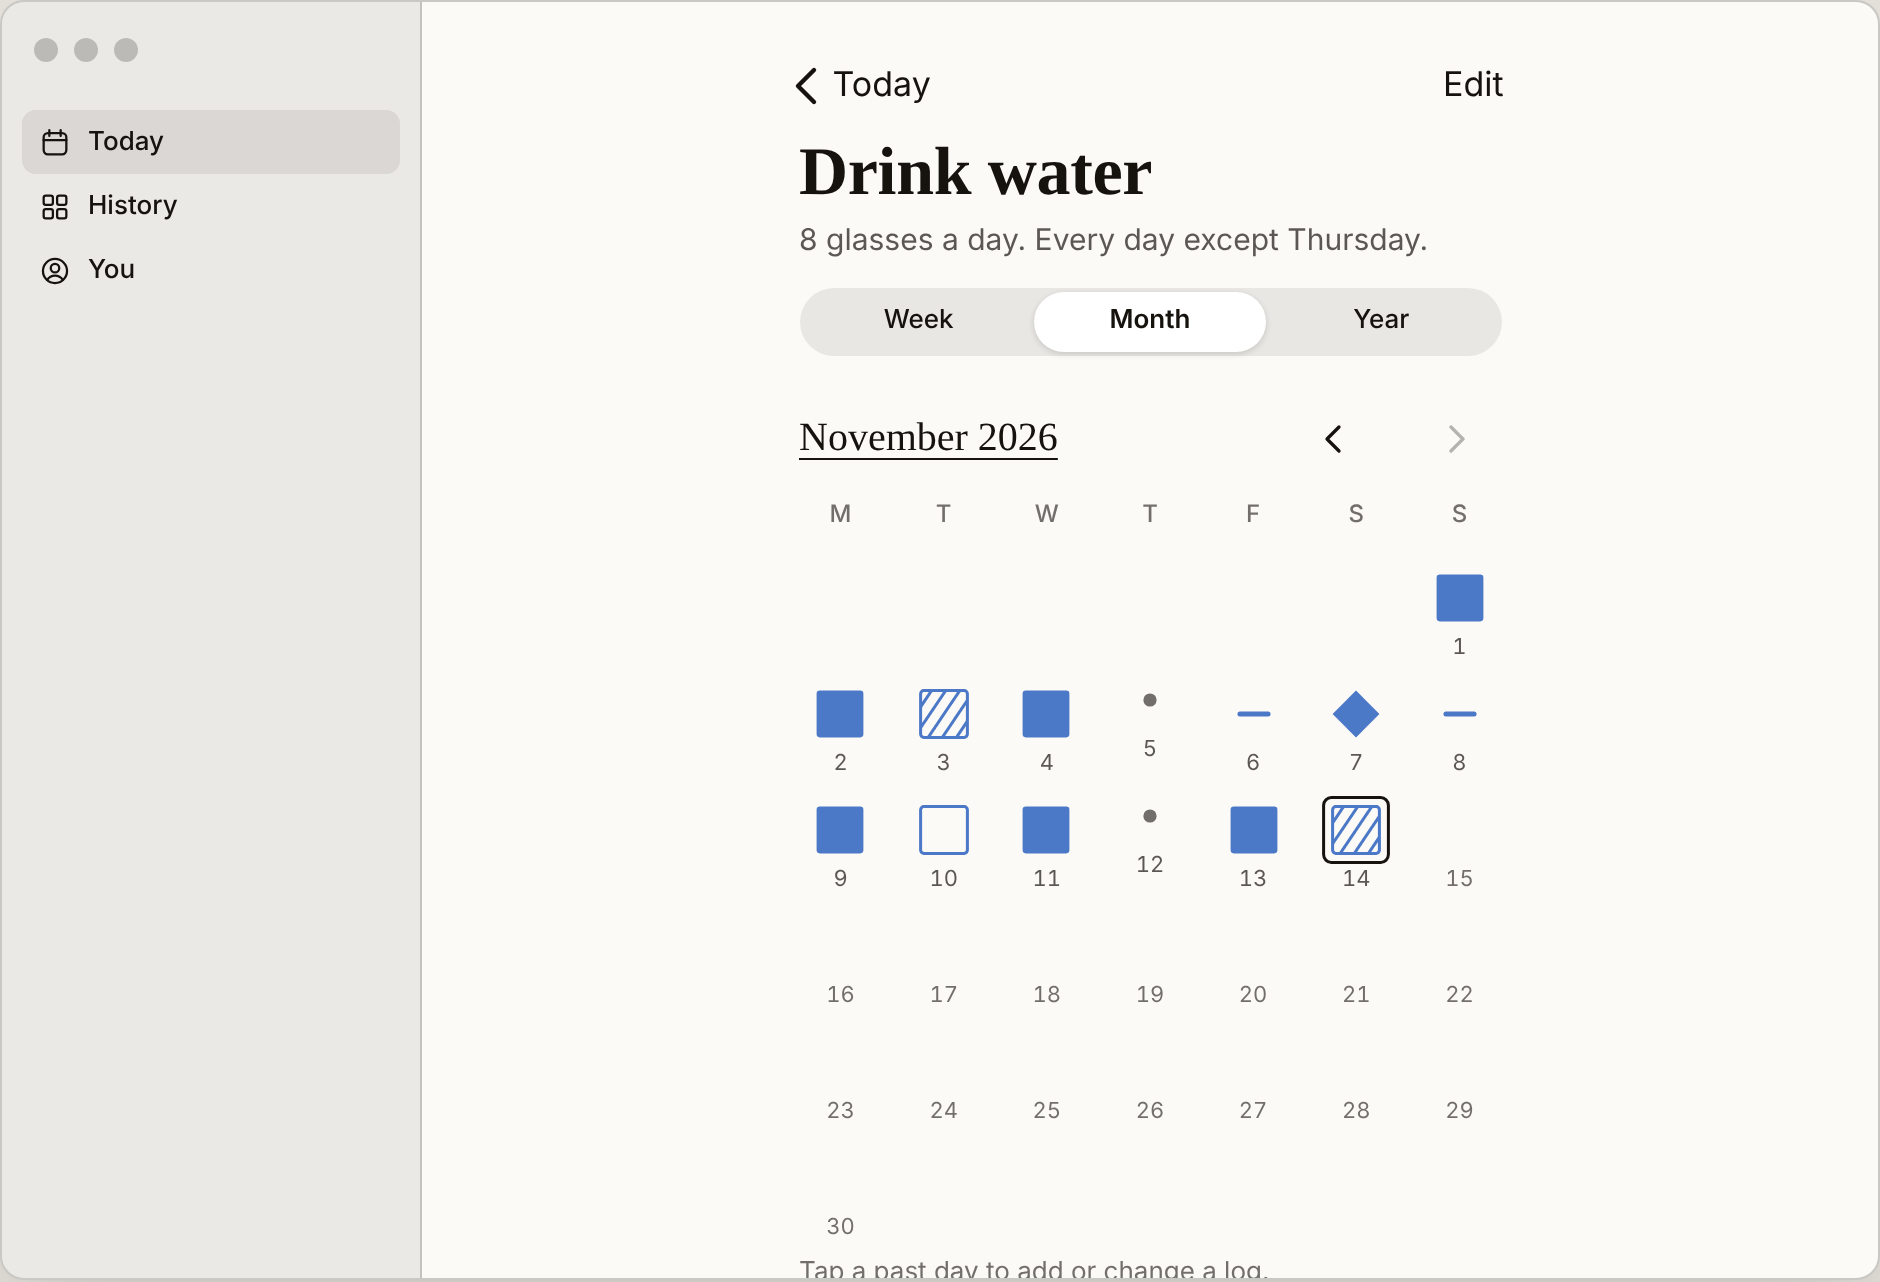 Today
History
You
Today
Edit
Drink water
8 glasses a day. Every day except Thursday.
Week Month Year
November 2026
M T W T F S S
1
2 3 4 5 6 7 8
9 10 11 12 13 14 15
16 17 18 19 20 21 22
23 24 25 26 27 28 29
30
Tap a past day to add or change a log.